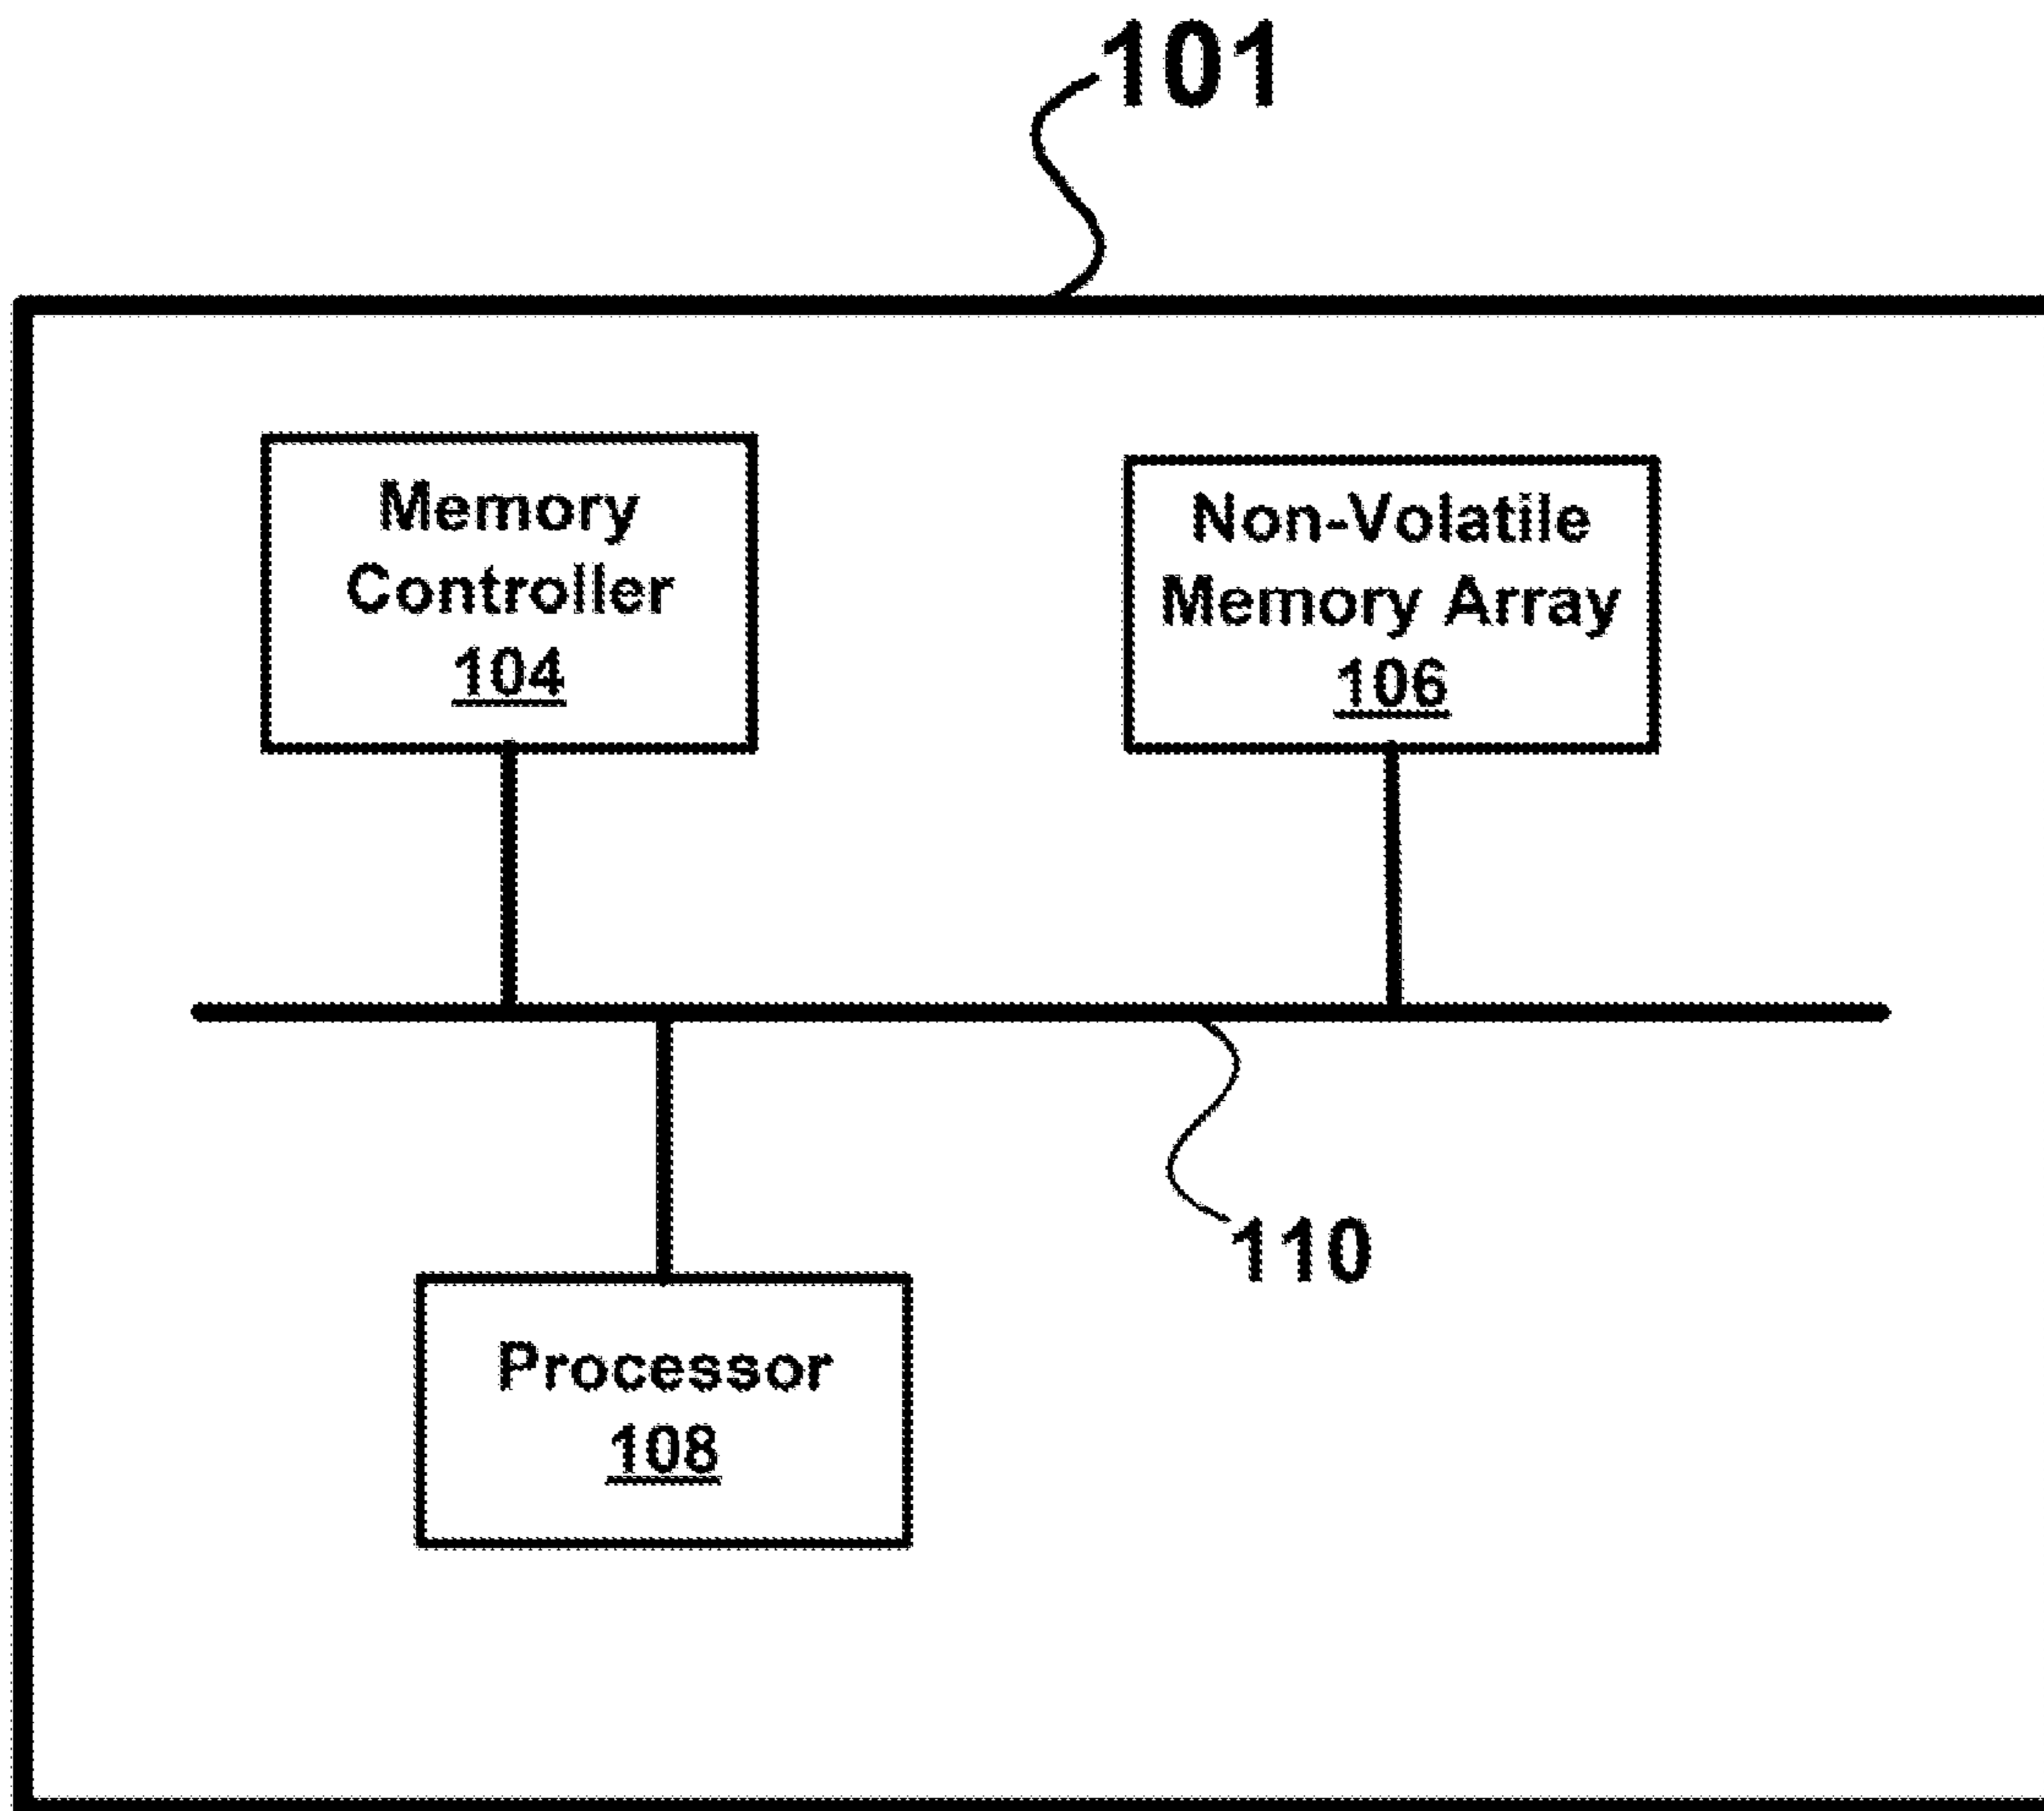 101
Memory
Controller
104
Non-Volatile
Memory Array
106
110
Processor
108